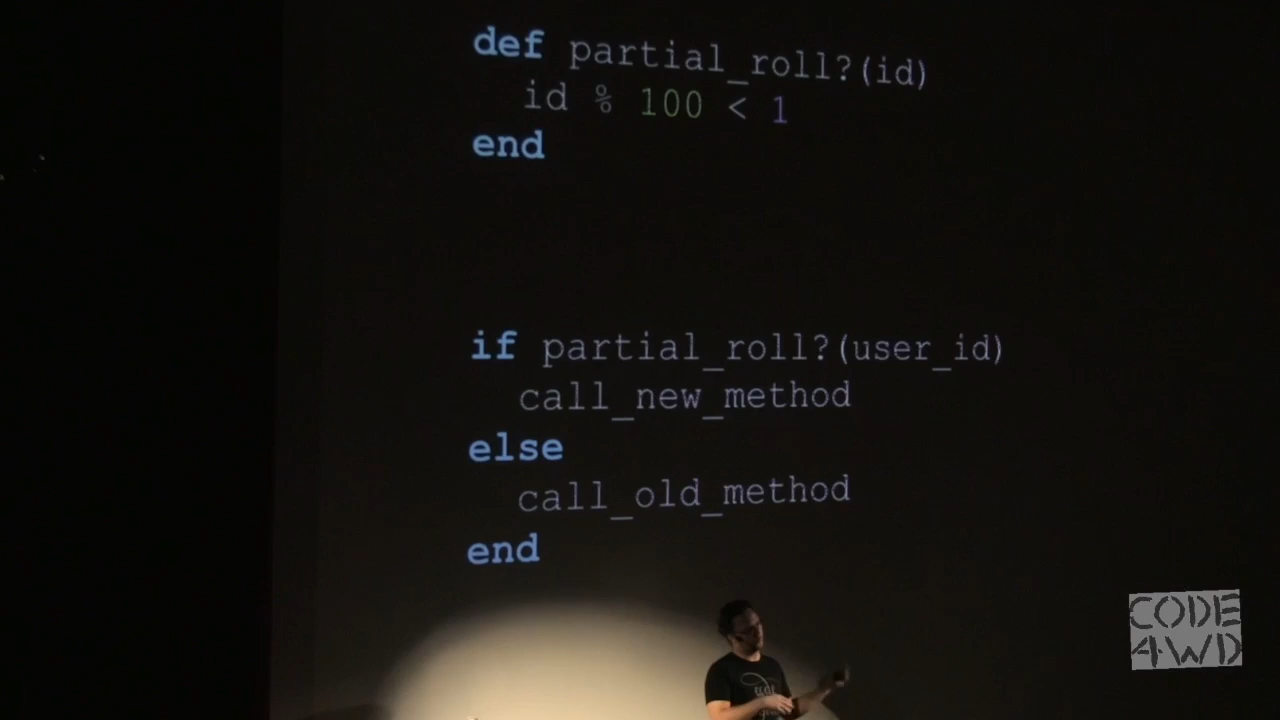 def partial_roll?(id)
  id % 100 < 1
end
if partial_roll?(user_id)
  call_new_method
else
  call_old_method
end
CODE
4WD